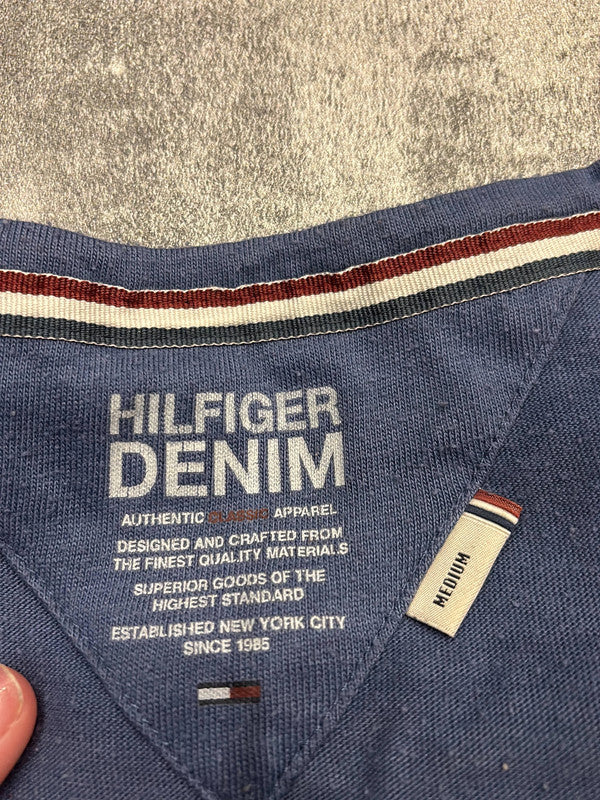 HILFIGER
DENIM
AUTHENTIC CLASSIC APPAREL
DESIGNED AND CRAFTED FROM
THE FINEST QUALITY MATERIALS
SUPERIOR GOODS OF THE
HIGHEST STANDARD
ESTABLISHED NEW YORK CITY
SINCE 1985
MEDIUM